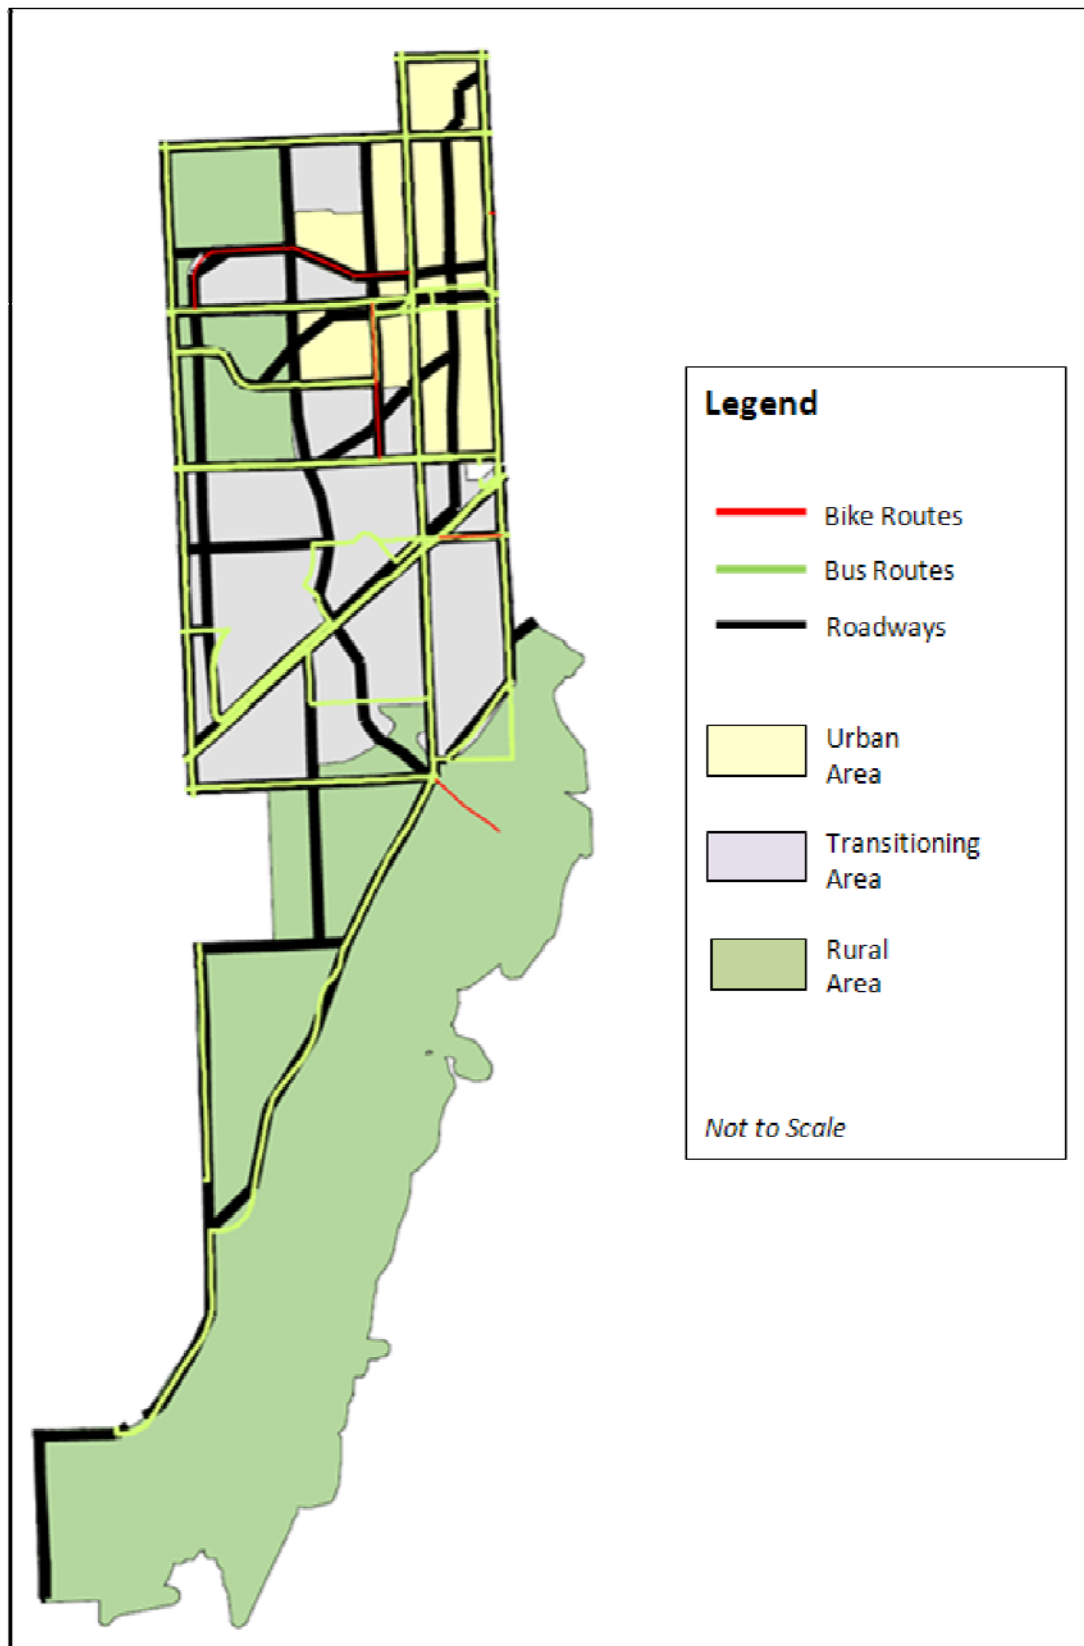 Legend
Bike Routes
Bus Routes
Roadways
Urban
Area
Transitioning
Area
Rural
Area
Not to Scale